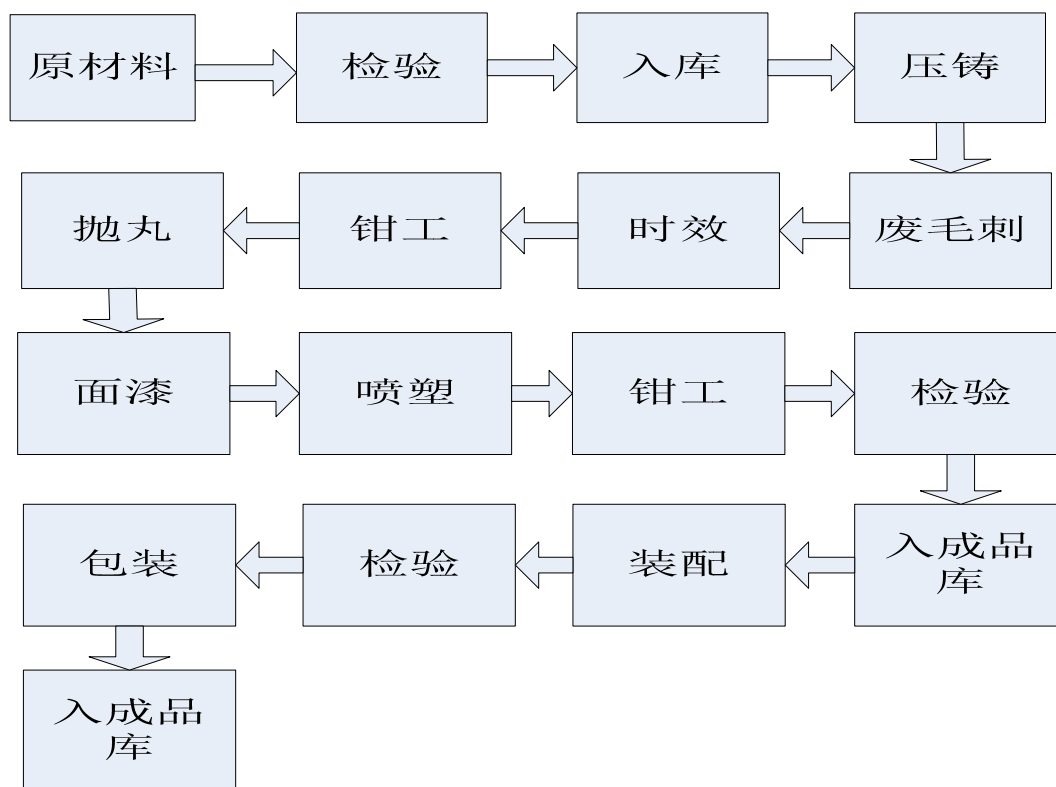 原材料
检验
入库
压铸
废毛刺
时效
钳工
抛丸
面漆
喷塑
钳工
检验
入成品
库
装配
检验
包装
入成品
库